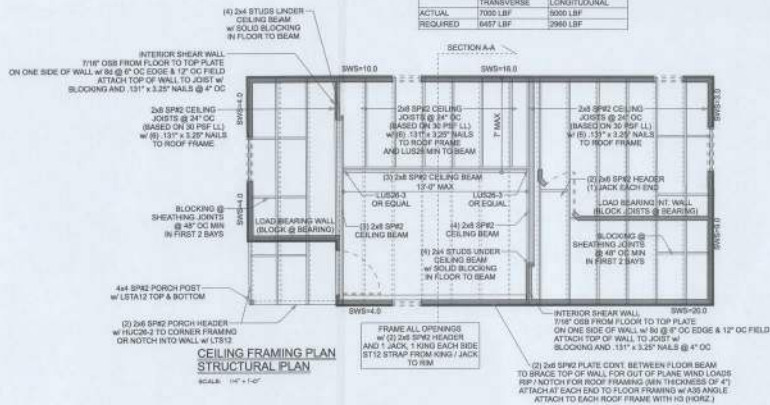 TRANSVERSE LONGITUDUNAL
ACTUAL 7000 LBF 5000 LBF
REQUIRED 6457 LBF 2960 LBF
(4) 2x4 STUDS UNDER
CEILING BEAM
w/ SOLID BLOCKING
IN FLOOR TO BEAM
SECTION A-A
INTERIOR SHEAR WALL
7/16" OSB FROM FLOOR TO TOP PLATE
ON ONE SIDE OF WALL w/ 8d @ 6" OC EDGE & 12" OC FIELD
ATTACH TOP OF WALL TO JOIST w/
BLOCKING AND .131" x 3.25" NAILS @ 4" OC
SWS=10.0
SWS=16.0
SWS=4.0
SWS=3.0
2x8 SP#2 CEILING
JOISTS @ 24" OC
(BASED ON 30 PSF LL)
w/ (6) .131" x 3.25" NAILS
TO ROOF FRAME
2x8 SP#2 CEILING
JOISTS @ 24" OC
(BASED ON 30 PSF LL)
w/ (6) .131" x 3.25" NAILS
TO ROOF FRAME
AND LUS26 MIN TO BEAM
7' MAX
2x8 SP#2 CEILING
JOISTS @ 24" OC
(BASED ON 30 PSF LL)
w/ (6) .131" x 3.25" NAILS
TO ROOF FRAME
(3) 2x8 SP#2 CEILING BEAM
13'-0" MAX
(2) 2x6 SP#2 HEADER
(1) JACK EACH END
LUS26-3
OR EQUAL
LUS26-3
OR EQUAL
BLOCKING @
SHEATHING JOINTS
@ 48" OC MIN
IN FIRST 2 BAYS
SWS=4.0
LOAD BEARING WALL
(BLOCK @ BEARING)
(3) 2x8 SP#2
CEILING BEAM
(4) 2x8 SP#2
CEILING BEAM
LOAD BEARING INT. WALL
(BLOCK JOISTS @ BEARING)
BLOCKING @
SHEATHING JOINTS
@ 48" OC MIN
IN FIRST 2 BAYS
(4) 2x4 STUDS UNDER
CEILING BEAM
w/ SOLID BLOCKING
IN FLOOR TO BEAM
4x4 SP#2 PORCH POST
w/ LSTA12 TOP & BOTTOM
(2) 2x6 SP#2 PORCH HEADER
w/ HUC26-2 TO CORNER FRAMING
OR NOTCH INTO WALL w/ LTS12
SWS=4.0
SWS=20.0
FRAME ALL OPENINGS
w/ (2) 2x6 SP#2 HEADER
AND 1 JACK, 1 KING EACH SIDE
ST12 STRAP FROM KING / JACK
TO RIM
INTERIOR SHEAR WALL
7/16" OSB FROM FLOOR TO TOP PLATE
ON ONE SIDE OF WALL w/ 8d @ 6" OC EDGE & 12" OC FIELD
ATTACH TOP OF WALL TO JOIST w/
BLOCKING AND .131" x 3.25" NAILS @ 4" OC
CEILING FRAMING PLAN
STRUCTURAL PLAN
SCALE: 1/4" = 1'-0"
(2) 2x6 SP#2 PLATE CONT. BETWEEN FLOOR BEAM
TO BRACE TOP OF WALL FOR OUT OF PLANE WIND LOADS
RIP / NOTCH FOR ROOF FRAMING (MIN THICKNESS OF 4")
ATTACH AT EACH END TO FLOOR FRAMING w/ A35 ANGLE
ATTACH TO EACH ROOF FRAME WITH H3 (HORZ.)